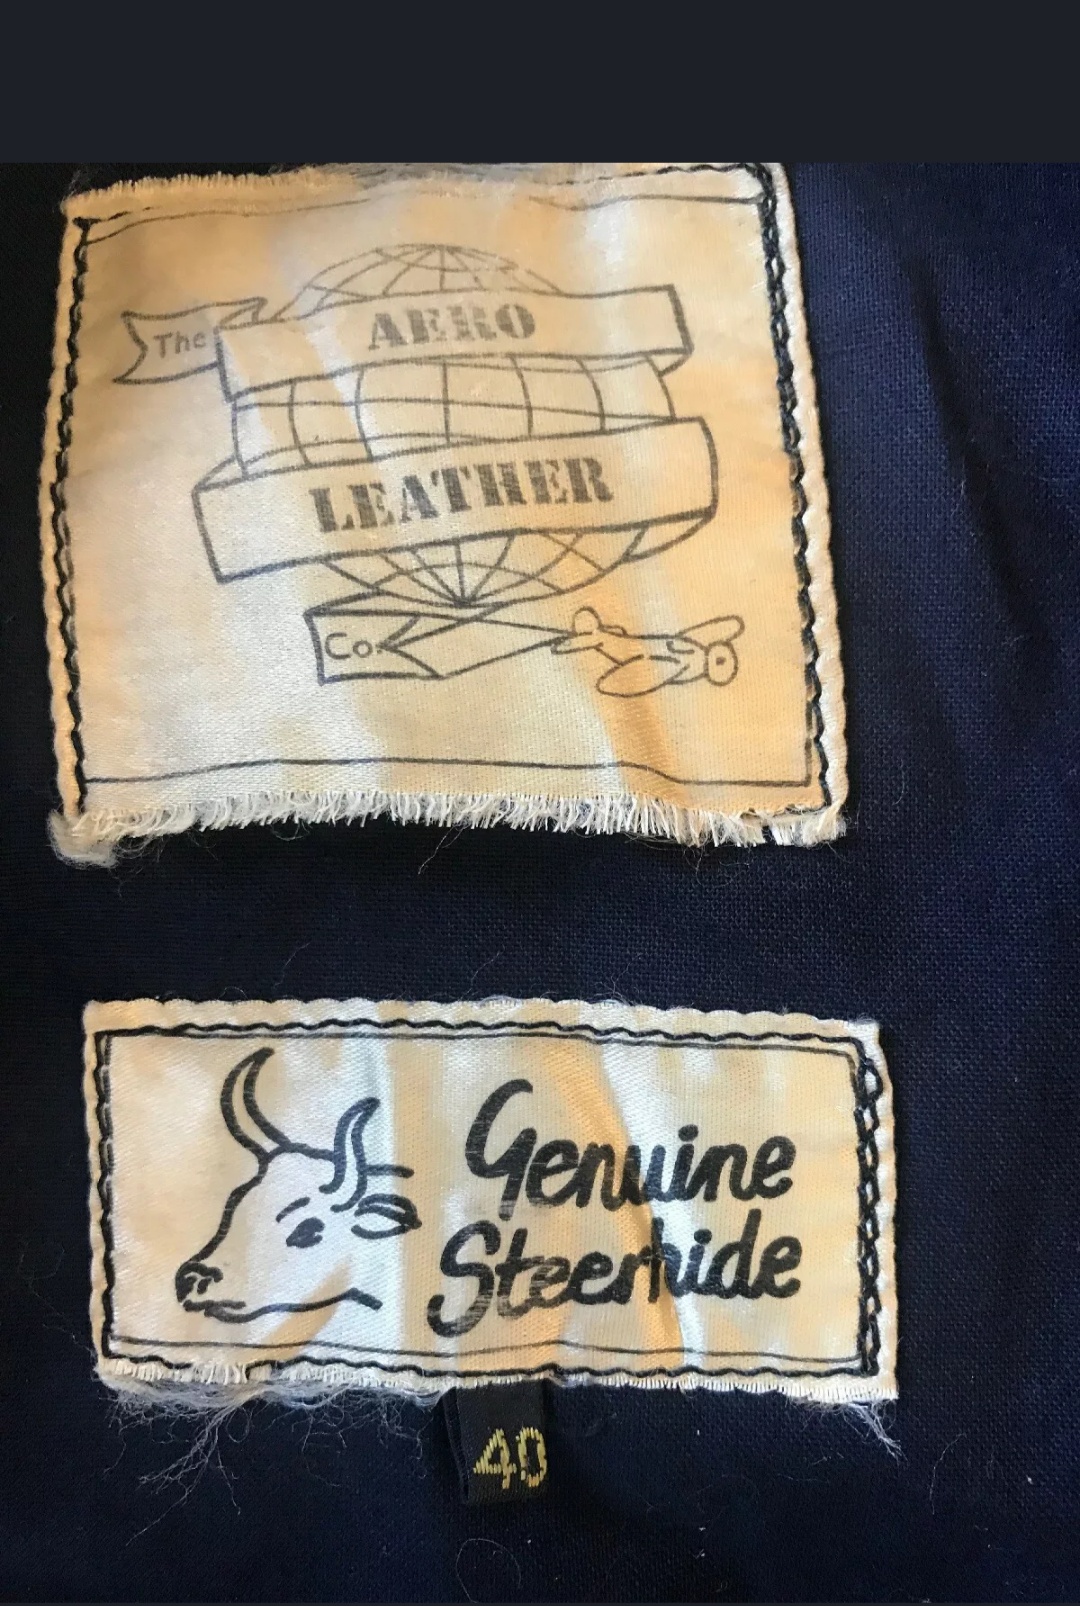 The
AERO
LEATHER
Co.
Genuine
Steerhide
40